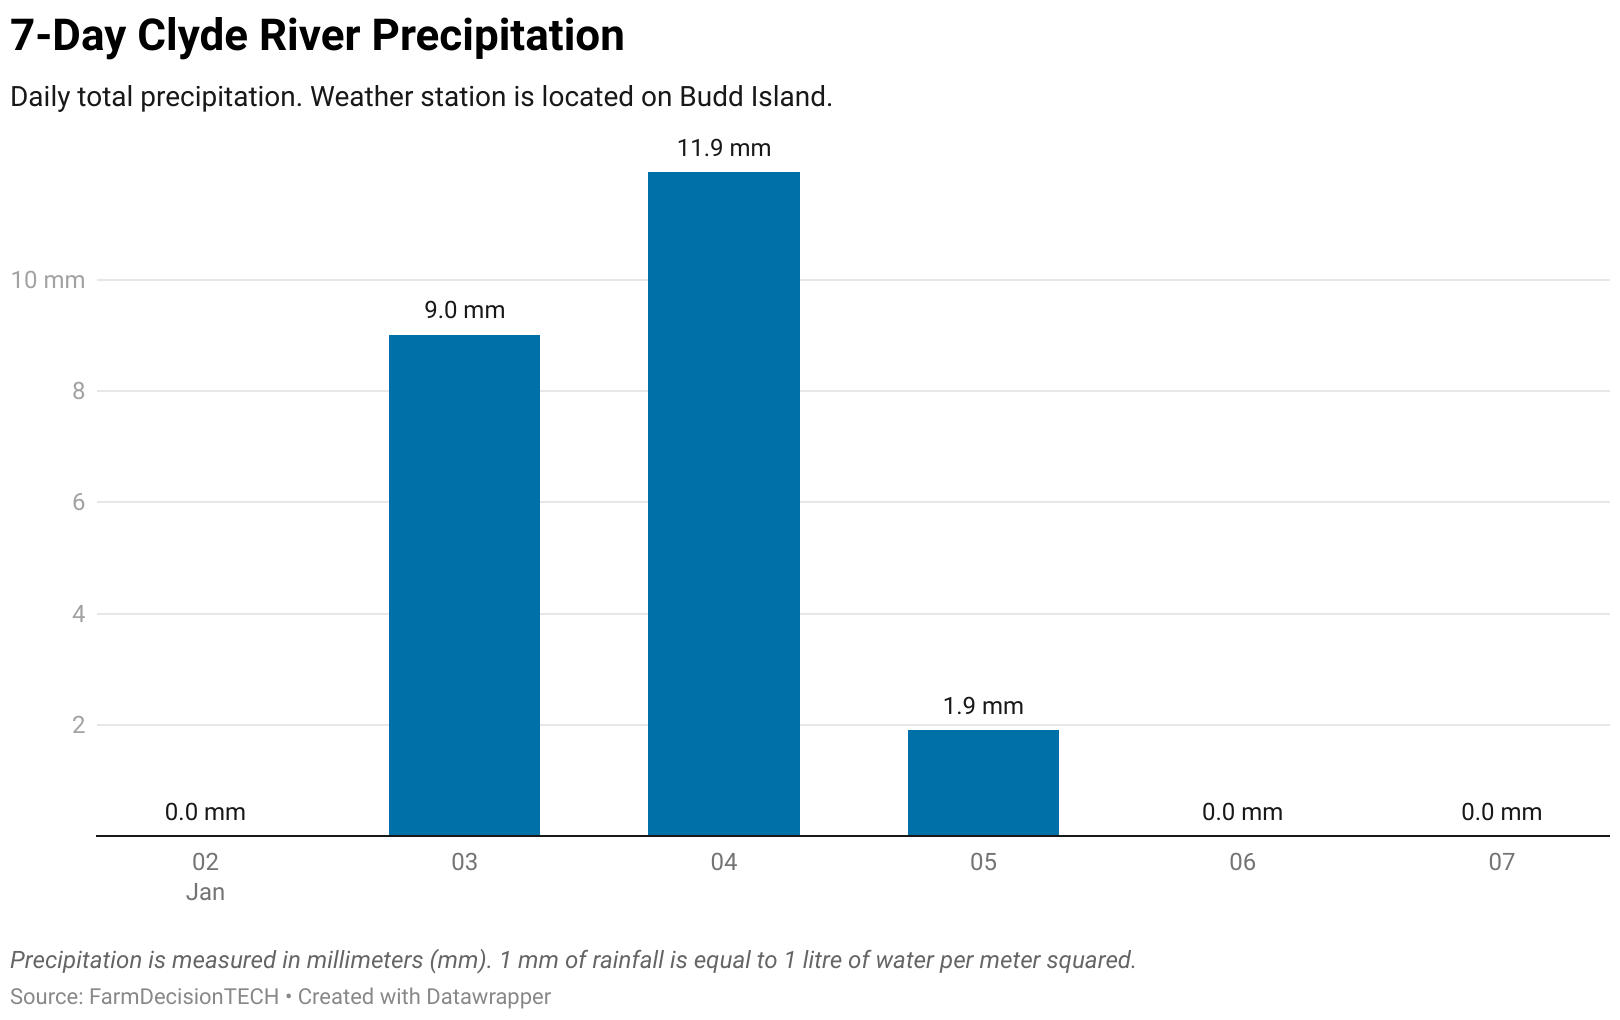 7-Day Clyde River Precipitation
Daily total precipitation. Weather station is located on Budd Island.
11.9 mm
10 mm
9.0 mm
8
6
4
1.9 mm
2
0.0 mm
0.0 mm
0.0 mm
02
03
04
05
06
07
Jan
Precipitation is measured in millimeters (mm). 1 mm of rainfall is equal to 1 litre of water per meter squared.
Source: FarmDecisionTECH • Created with Datawrapper